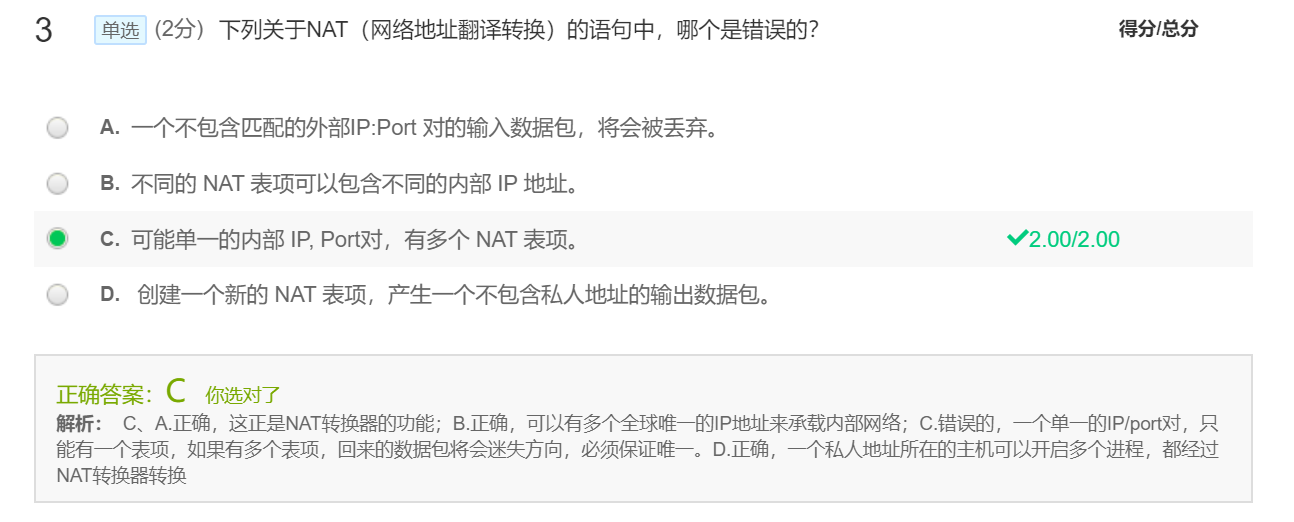 3 单选 (2分) 下列关于NAT（网络地址翻译转换）的语句中，哪个是错误的？ 得分/总分
A. 一个不包含匹配的外部IP:Port 对的输入数据包，将会被丢弃。
B. 不同的 NAT 表项可以包含不同的内部 IP 地址。
C. 可能单一的内部 IP, Port对，有多个 NAT 表项。 2.00/2.00
D. 创建一个新的 NAT 表项，产生一个不包含私人地址的输出数据包。
正确答案：C 你选对了
解析： C、A.正确，这正是NAT转换器的功能；B.正确，可以有多个全球唯一的IP地址来承载内部网络；C.错误的，一个单一的IP/port对，只
能有一个表项，如果有多个表项，回来的数据包将会迷失方向，必须保证唯一。D.正确，一个私人地址所在的主机可以开启多个进程，都经过
NAT转换器转换